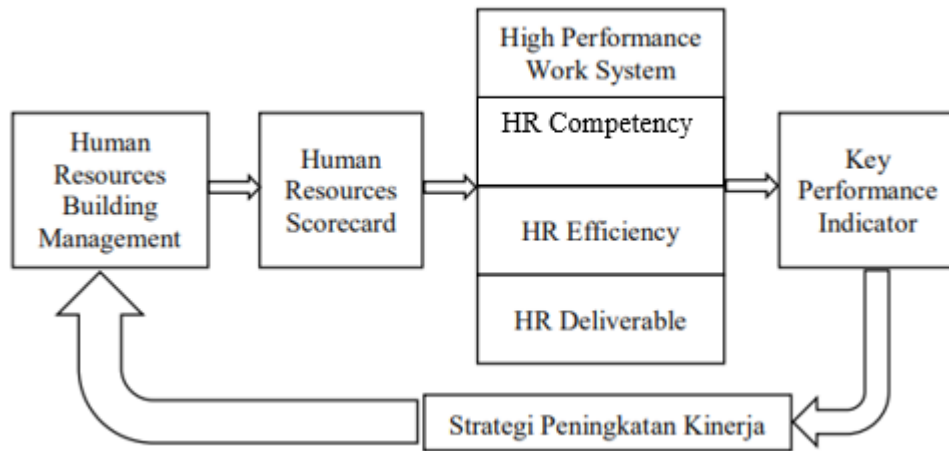 Human
Resources
Building
Management
Human
Resources
Scorecard
High Performance
Work System
HR Competency
HR Efficiency
HR Deliverable
Key
Performance
Indicator
Strategi Peningkatan Kinerja